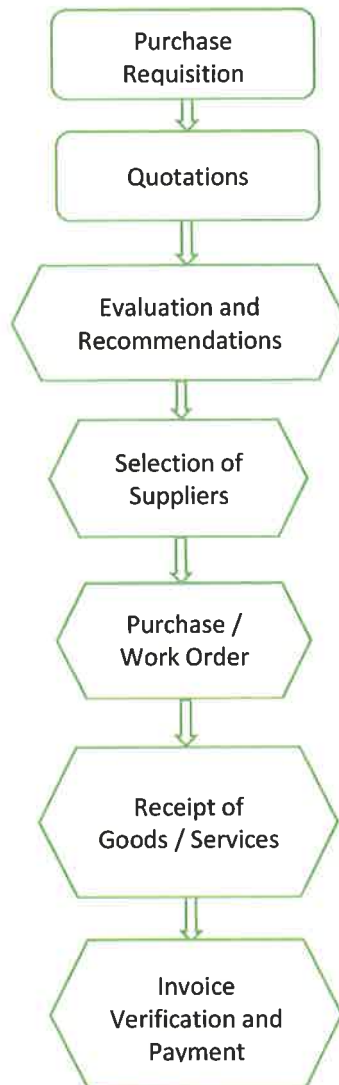 Purchase
Requisition
Quotations
Evaluation and
Recommendations
Selection of
Suppliers
Purchase /
Work Order
Receipt of
Goods / Services
Invoice
Verification and
Payment